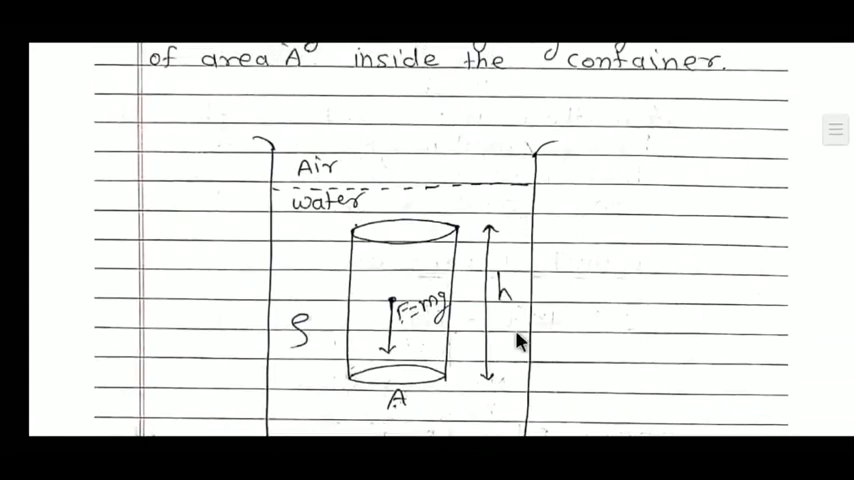 of area A inside the container.
Air
water
F=mg
h
ρ
A